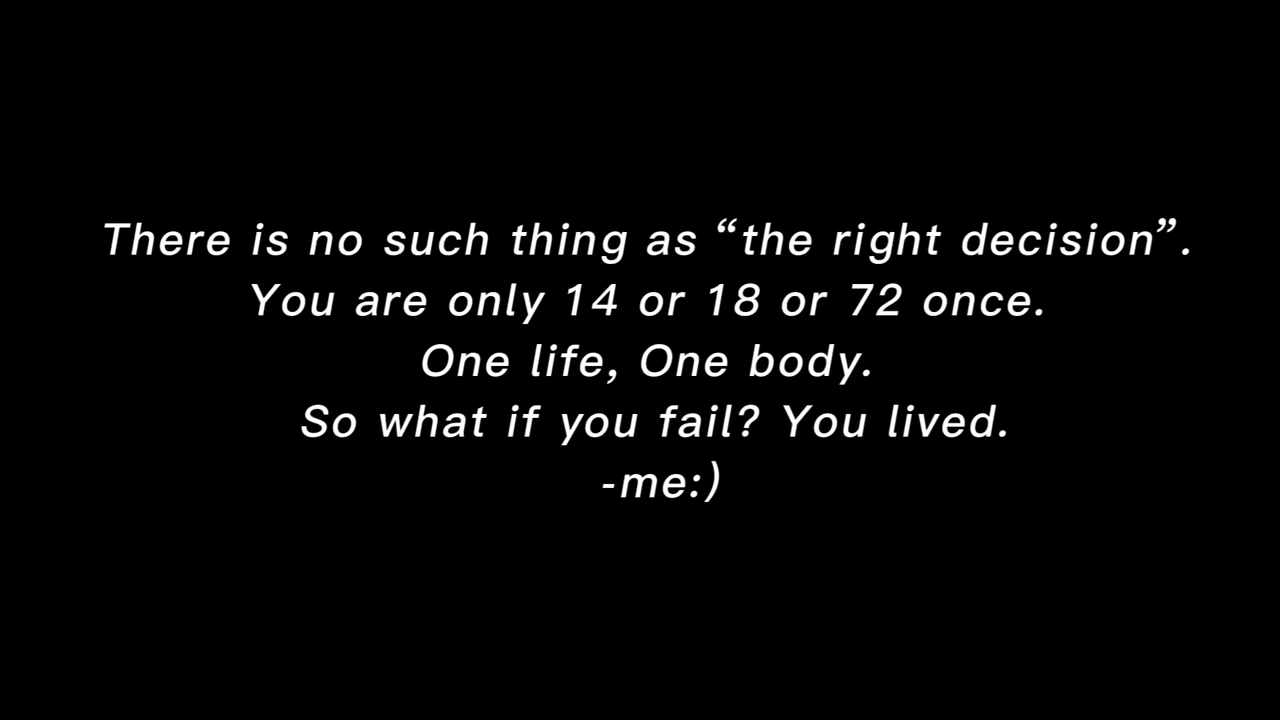 There is no such thing as “the right decision”.
You are only 14 or 18 or 72 once.
One life, One body.
So what if you fail? You lived.
-me:)